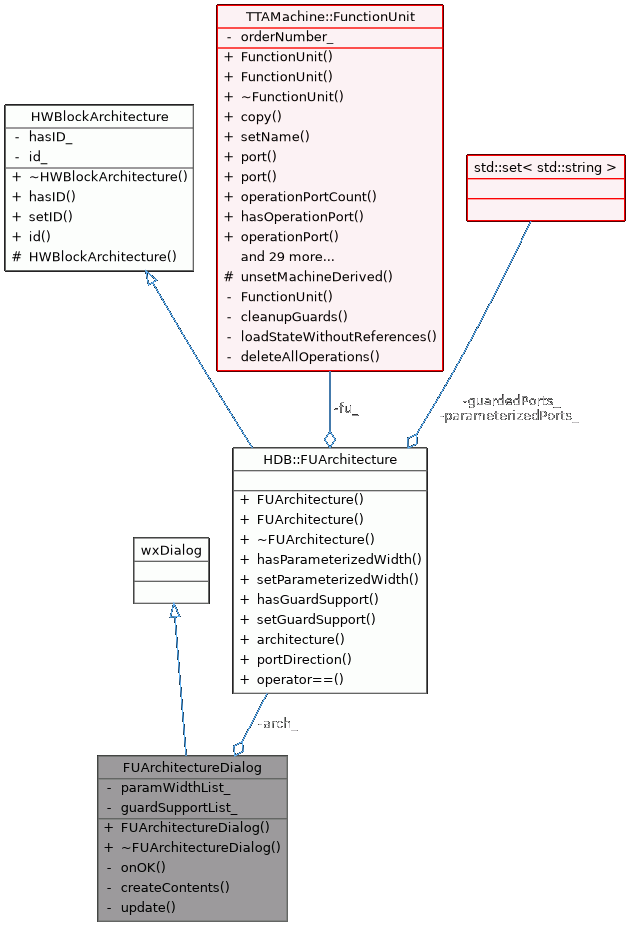 TTAMachine::FunctionUnit
- orderNumber_
+ FunctionUnit()
+ FunctionUnit()
+ ~FunctionUnit()
+ copy()
+ setName()
+ port()
+ port()
+ operationPortCount()
+ hasOperationPort()
+ operationPort()
and 29 more...
# unsetMachineDerived()
- FunctionUnit()
- cleanupGuards()
- loadStateWithoutReferences()
- deleteAllOperations()
HWBlockArchitecture
- hasID_
- id_
+ ~HWBlockArchitecture()
+ hasID()
+ setID()
+ id()
# HWBlockArchitecture()
std::set< std::string >
-fu_
-guardedPorts_
-parameterizedPorts_
HDB::FUArchitecture
+ FUArchitecture()
+ FUArchitecture()
+ ~FUArchitecture()
+ hasParameterizedWidth()
+ setParameterizedWidth()
+ hasGuardSupport()
+ setGuardSupport()
+ architecture()
+ portDirection()
+ operator==()
wxDialog
-arch_
FUArchitectureDialog
- paramWidthList_
- guardSupportList_
+ FUArchitectureDialog()
+ ~FUArchitectureDialog()
- onOK()
- createContents()
- update()